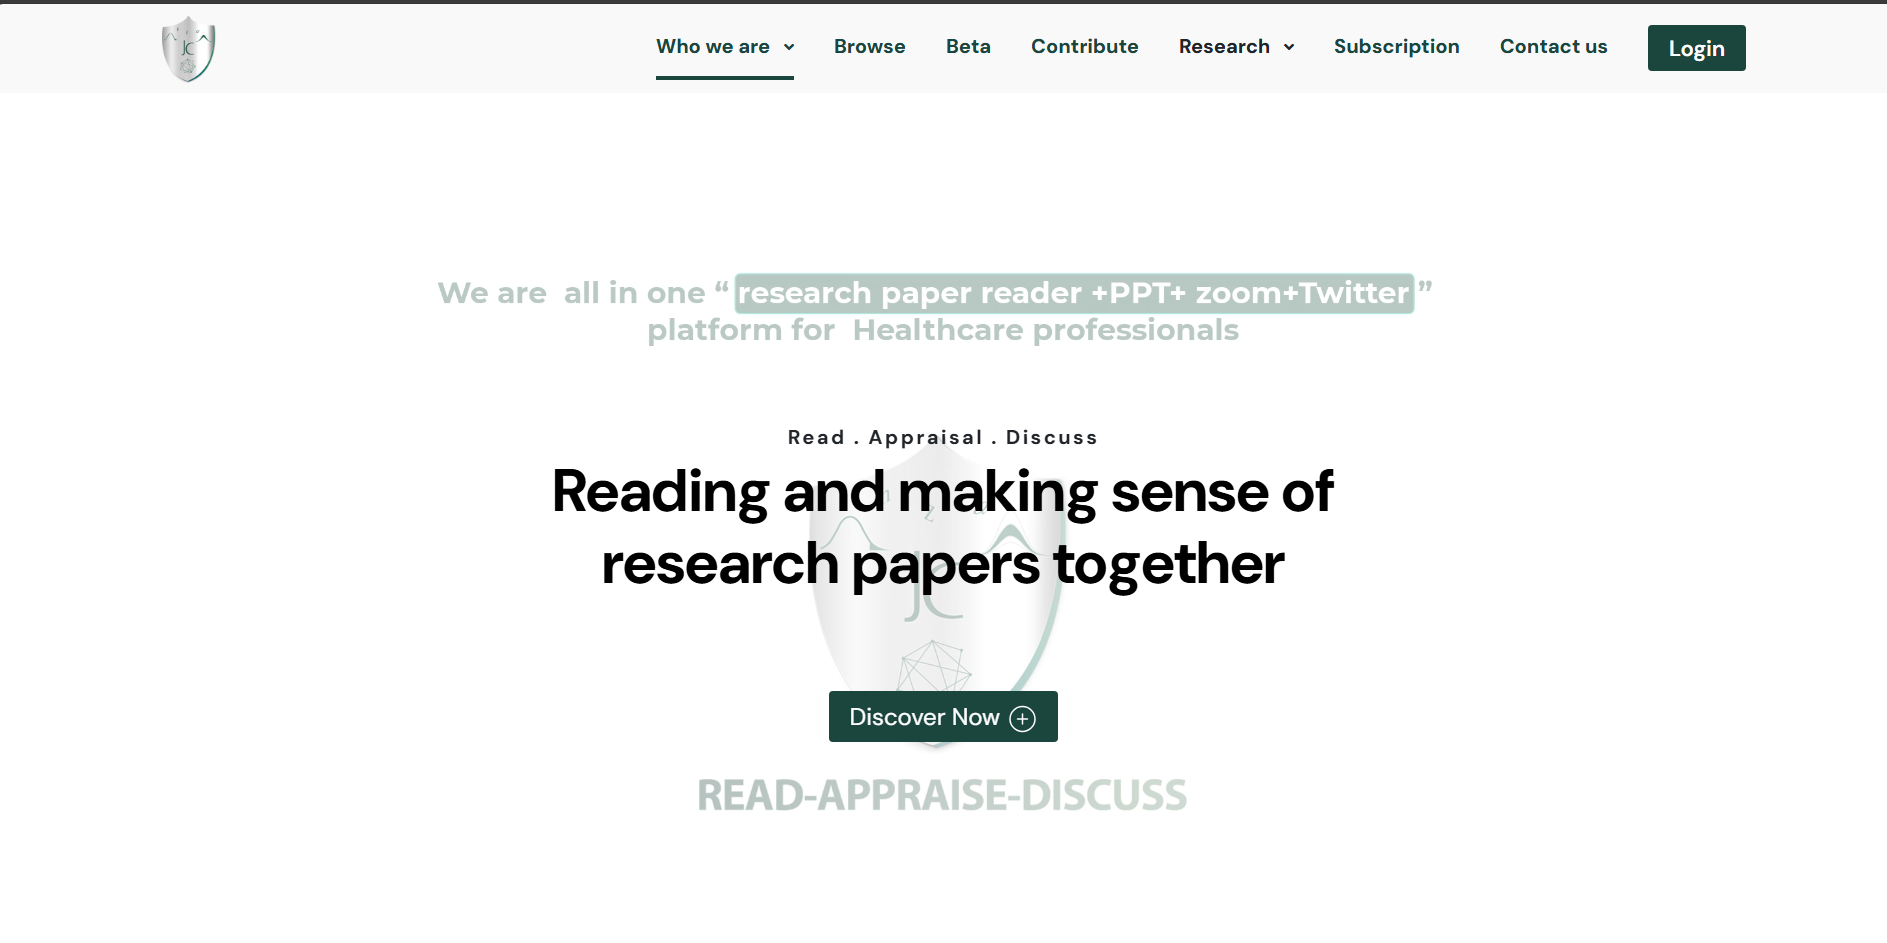 JC
Who we are Browse Beta Contribute Research Subscription Contact us Login
We are all in one “ research paper reader +PPT+ zoom+Twitter ”
platform for Healthcare professionals
Read . Appraisal . Discuss
Reading and making sense of
research papers together
JC
Discover Now
READ-APPRAISE-DISCUSS